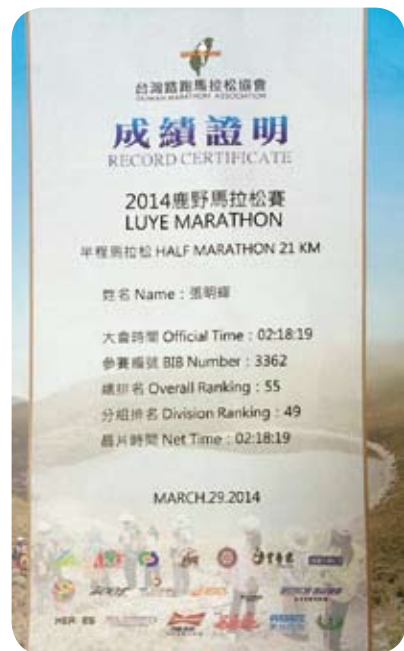 台灣路跑馬拉松協會
TAIWAN MARATHON ASSOCIATION
成績證明
RECORD CERTIFICATE
2014鹿野馬拉松賽
LUYE MARATHON
半程馬拉松 HALF MARATHON 21 KM
姓名 Name：張明輝
大會時間 Official Time：02:18:19
參賽編號 BIB Number：3362
總排名 Overall Ranking：55
分組排名 Division Ranking：49
晶片時間 Net Time：02:18:19
MARCH.29.2014